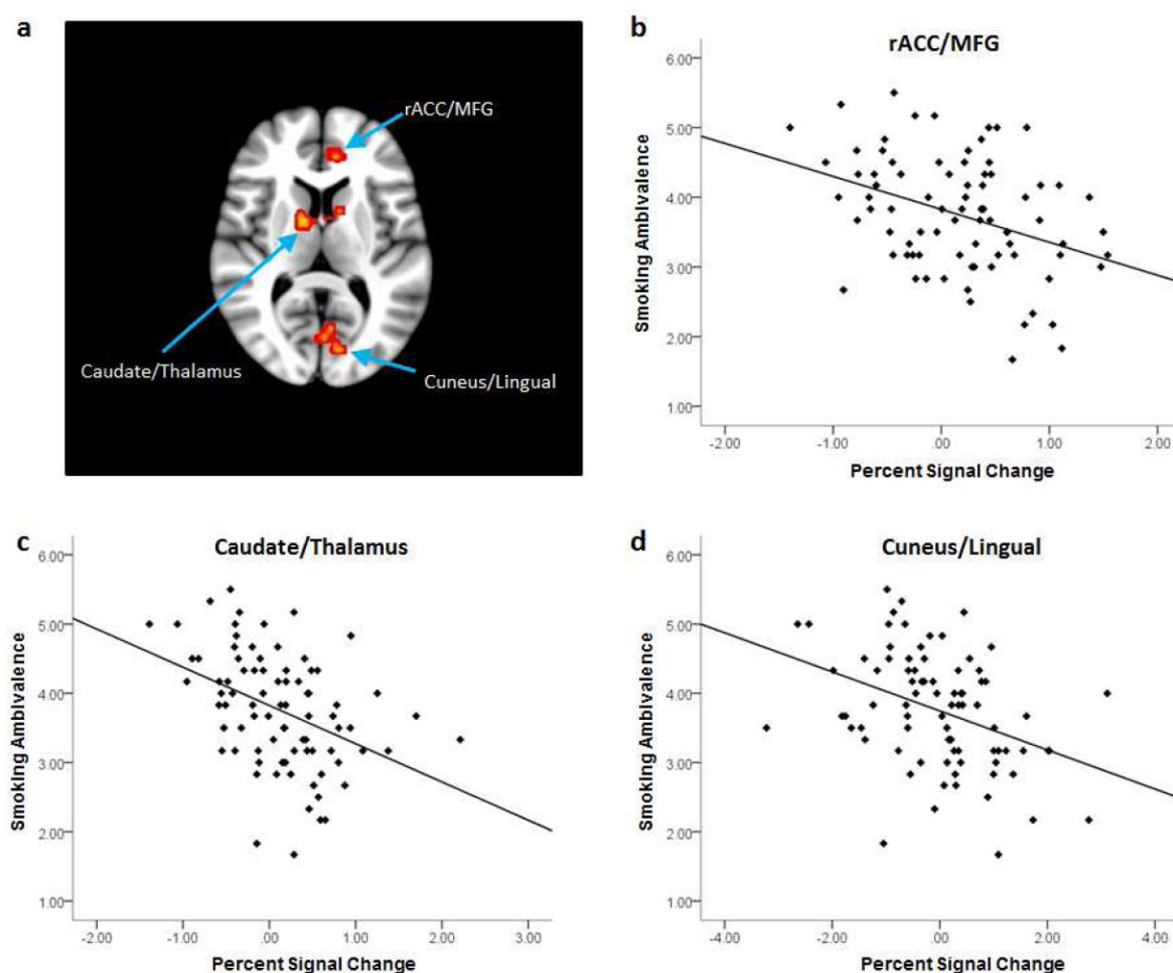 a
rACC/MFG
Caudate/Thalamus
Cuneus/Lingual
b
rACC/MFG
Smoking Ambivalence
6.00
5.00
4.00
3.00
2.00
1.00
-2.00 -1.00 .00 1.00 2.00
Percent Signal Change
c
Caudate/Thalamus
Smoking Ambivalence
6.00
5.00
4.00
3.00
2.00
1.00
-2.00 -1.00 .00 1.00 2.00 3.00
Percent Signal Change
d
Cuneus/Lingual
Smoking Ambivalence
6.00
5.00
4.00
3.00
2.00
1.00
-4.00 -2.00 .00 2.00 4.00
Percent Signal Change